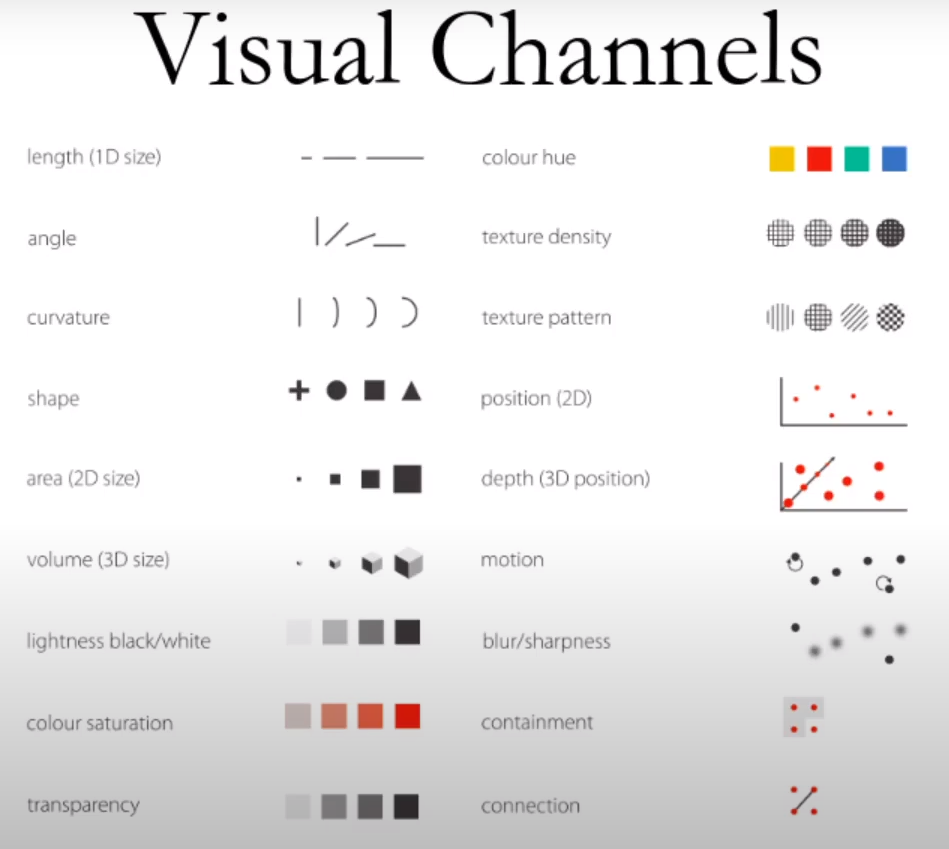 Visual Channels
length (1D size)
angle
curvature
shape
area (2D size)
volume (3D size)
lightness black/white
colour saturation
transparency
colour hue
texture density
texture pattern
position (2D)
depth (3D position)
motion
blur/sharpness
containment
connection